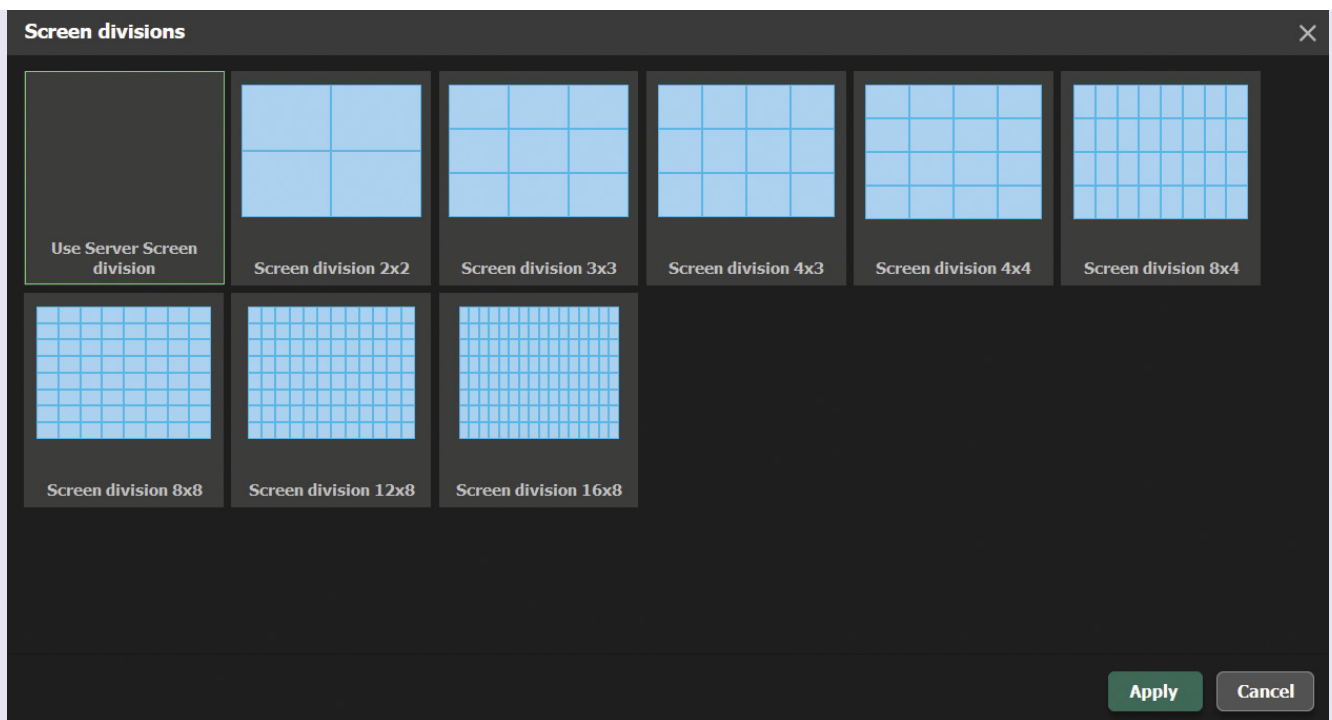 Screen divisions
Use Server Screen
division
Screen division 2x2
Screen division 3x3
Screen division 4x3
Screen division 4x4
Screen division 8x4
Screen division 8x8
Screen division 12x8
Screen division 16x8
Apply
Cancel